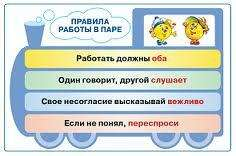 ПРАВИЛА
РАБОТЫ В ПАРЕ
Работать должны оба
Один говорит, другой слушает
Свое несогласие высказывай вежливо
Если не понял, переспроси